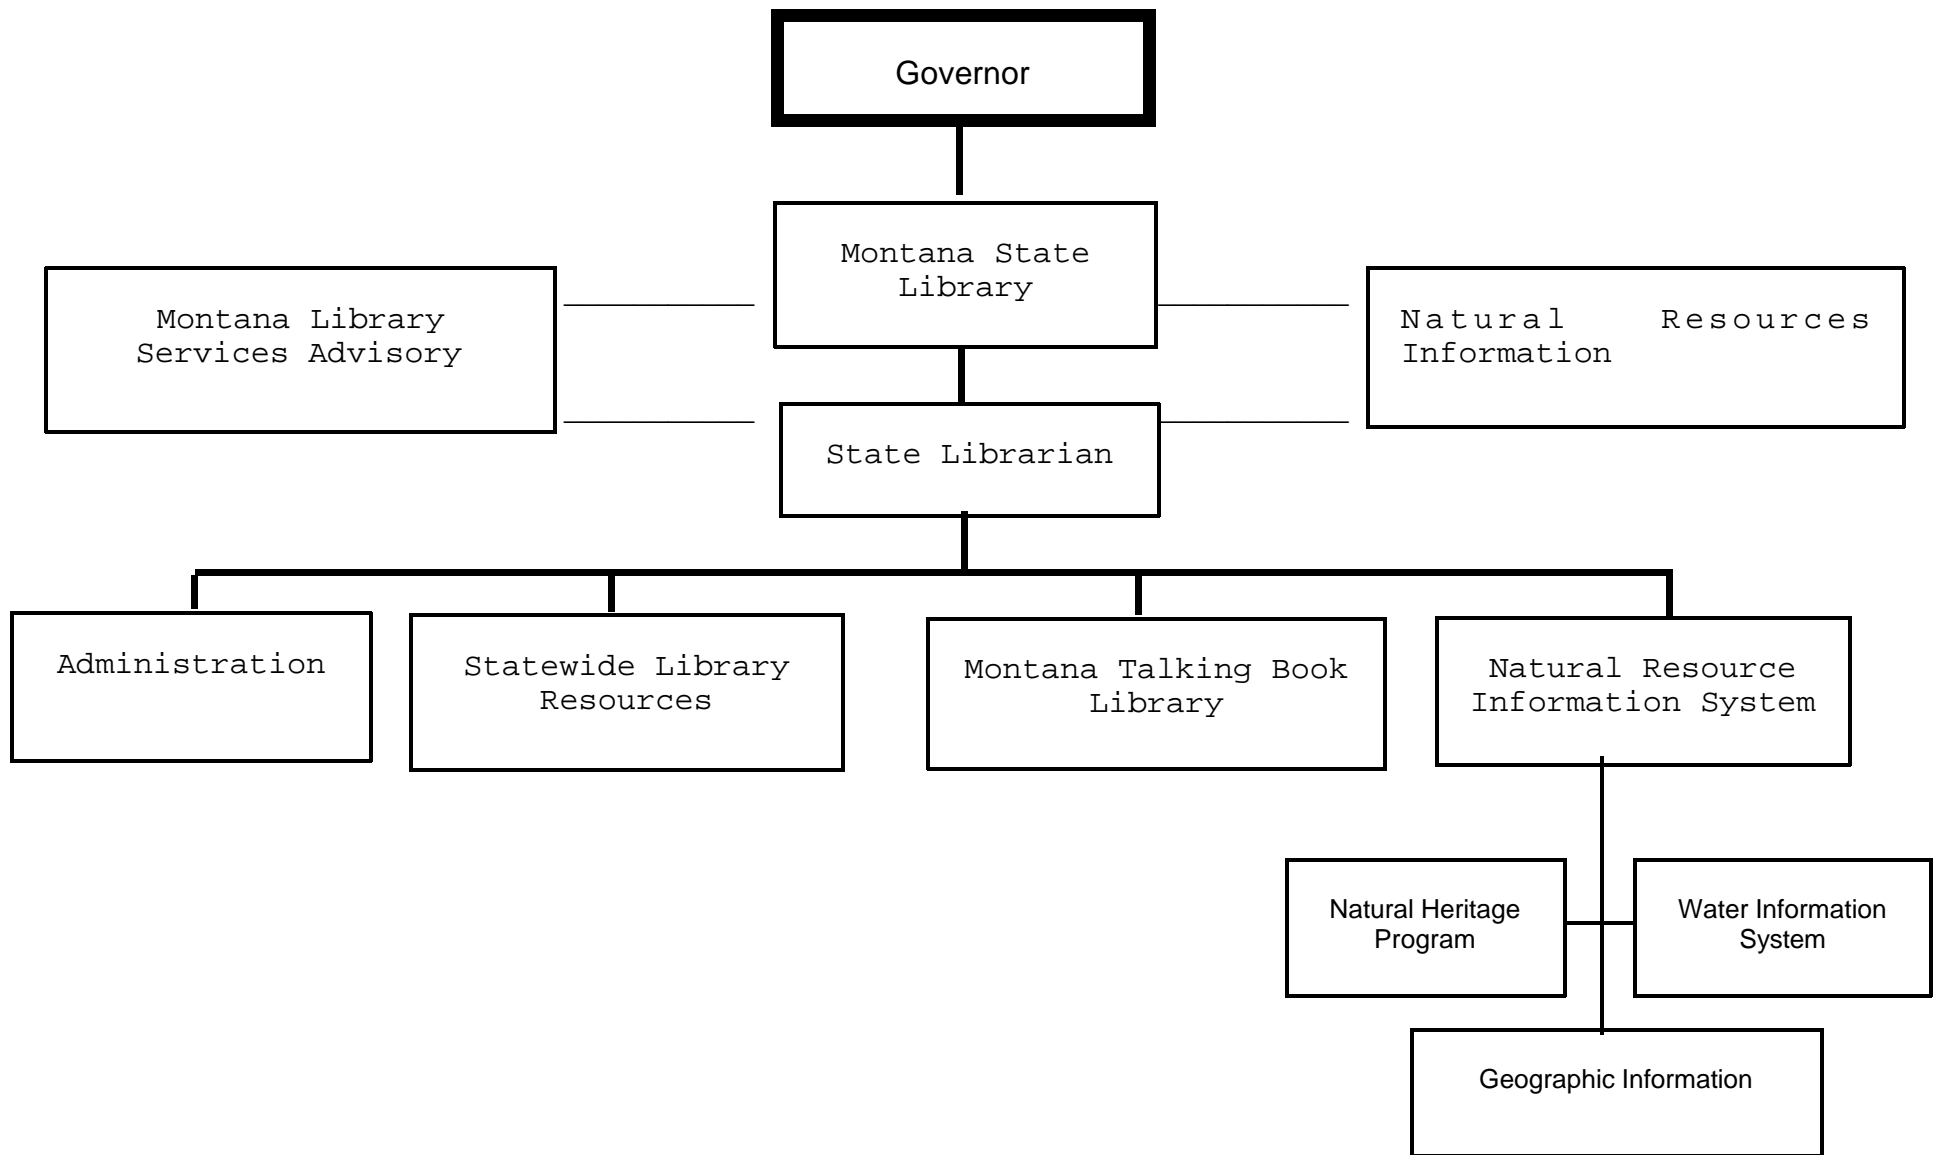 Governor
Montana State
Library
Montana Library
Services Advisory
Natural Resources
Information
State Librarian
Administration
Statewide Library
Resources
Montana Talking Book
Library
Natural Resource
Information System
Natural Heritage
Program
Water Information
System
Geographic Information